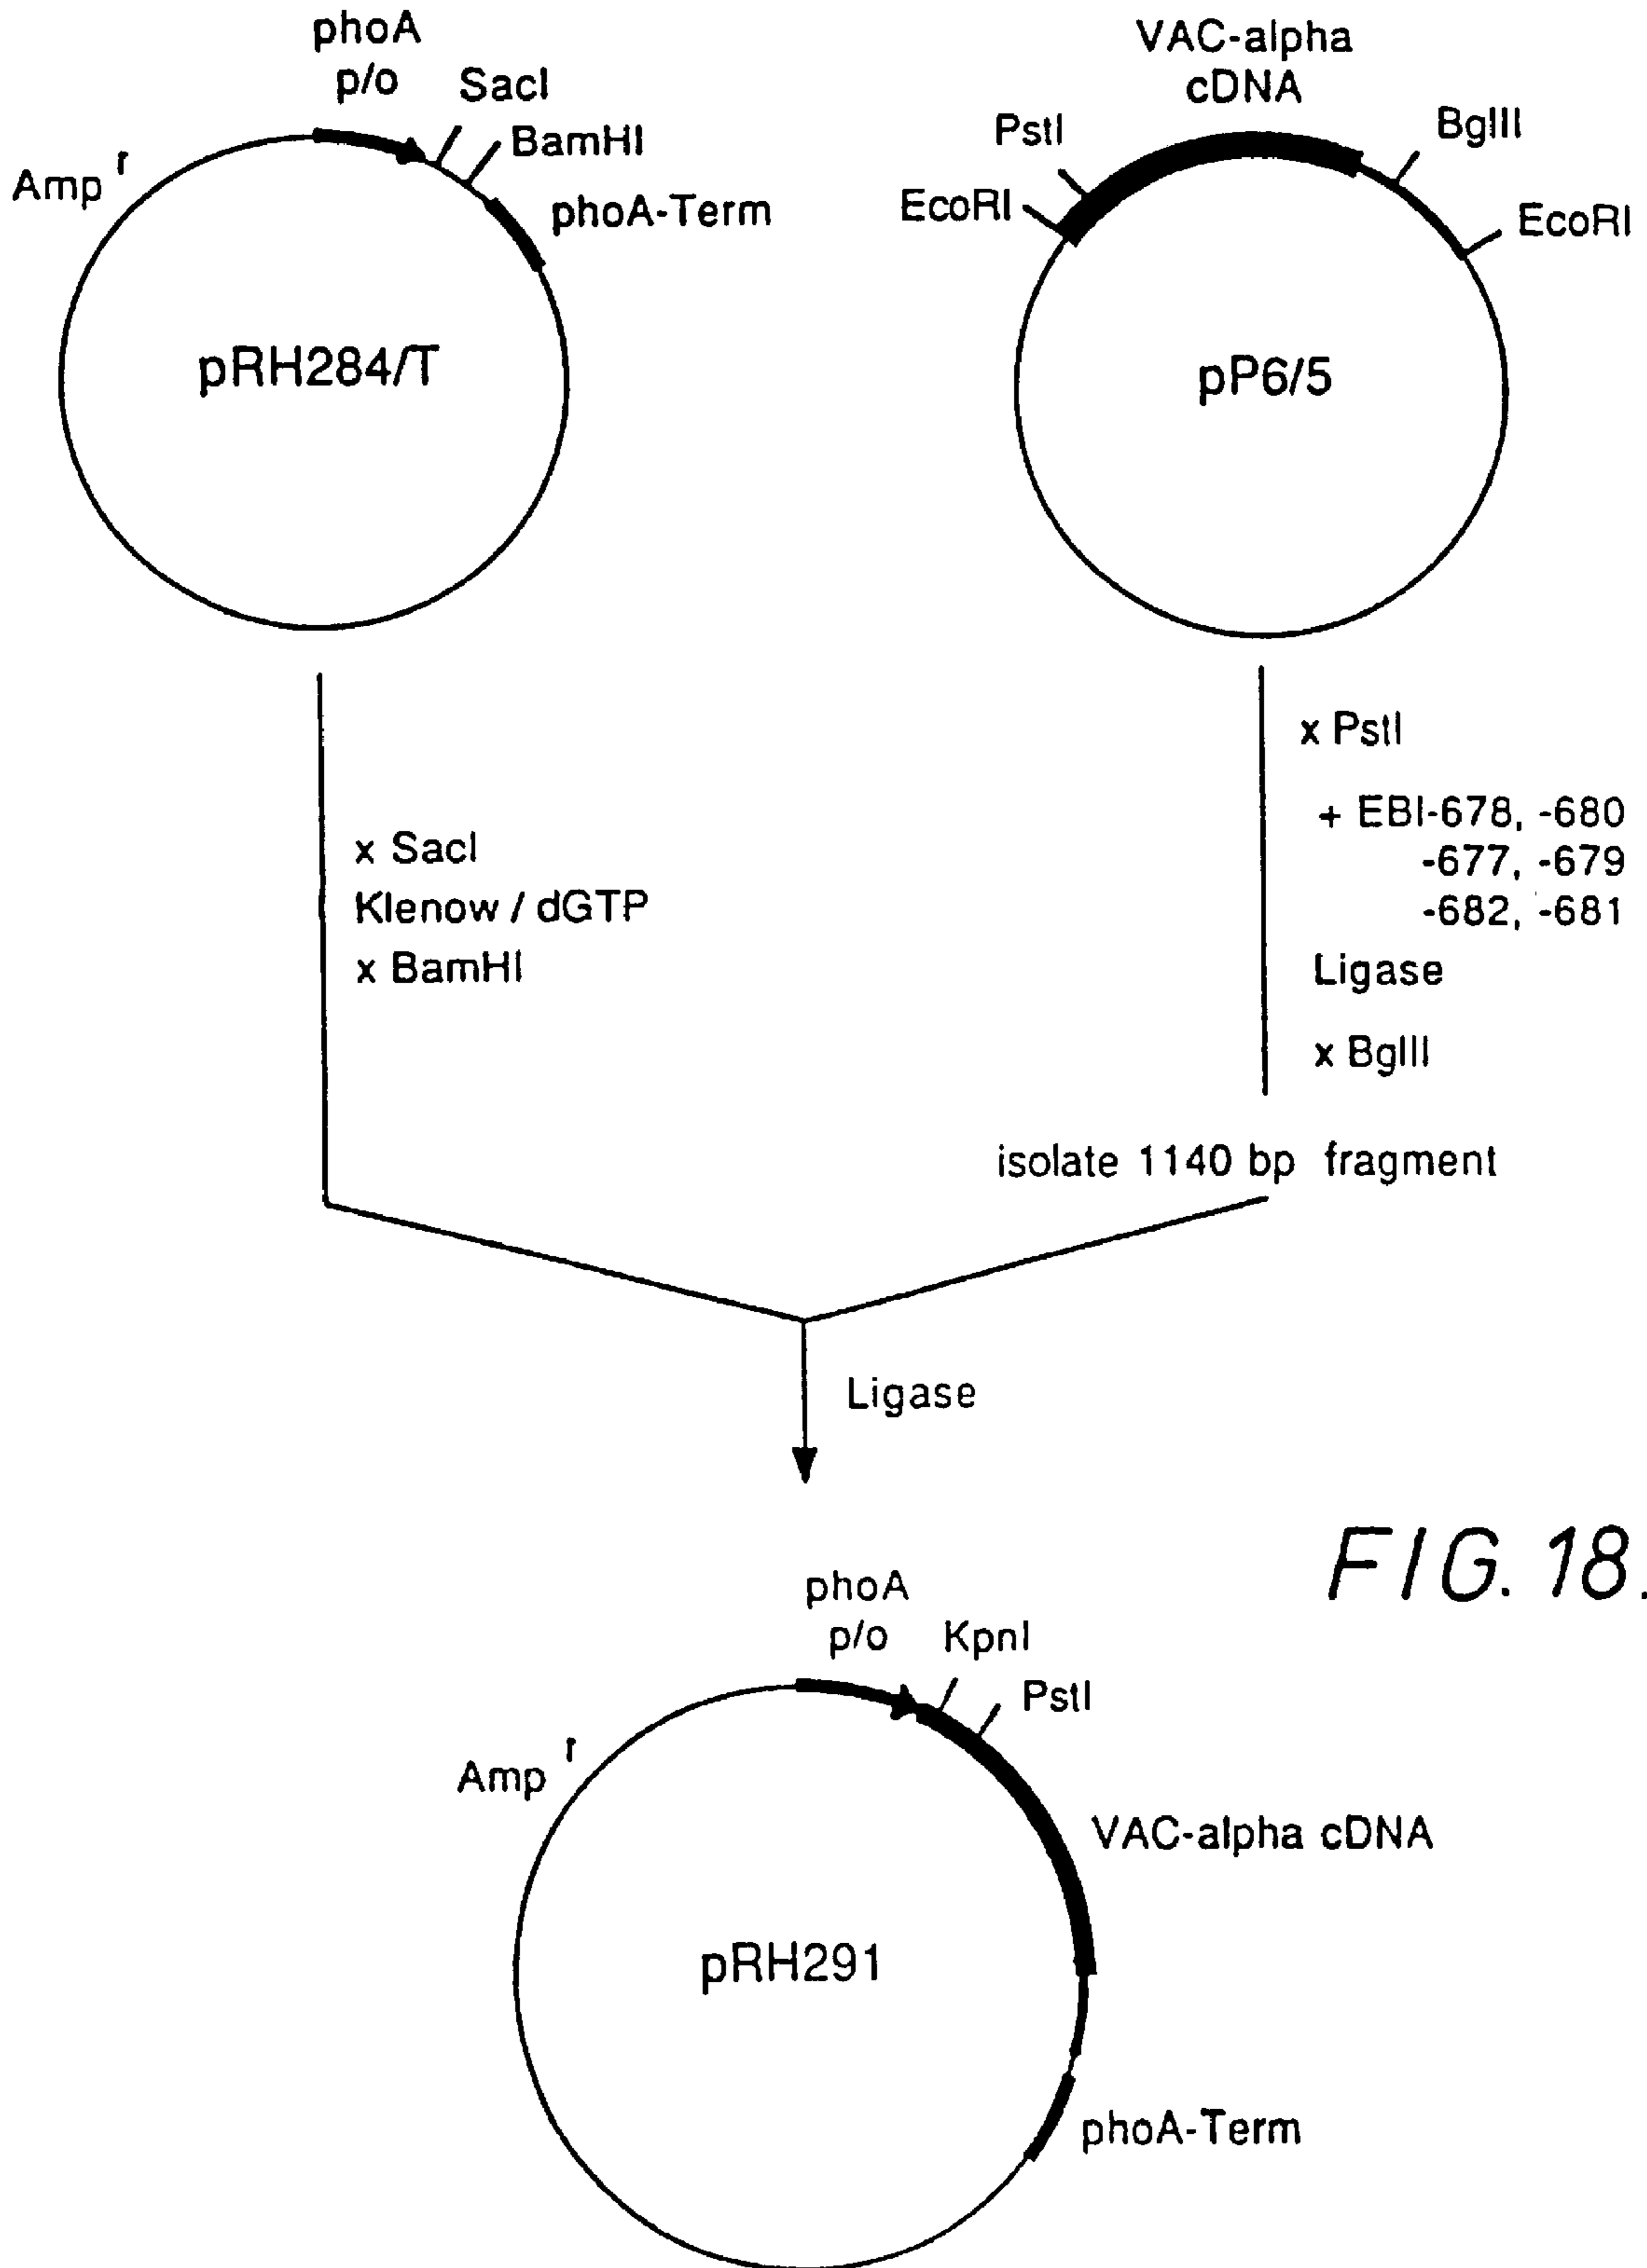 phoA
p/o
SacI
BamHI
Amp r
phoA-Term
pRH284/T
VAC-alpha
cDNA
PstI
BglII
EcoRI
EcoRI
pP6/5
x SacI
Klenow / dGTP
x BamHI
x PstI
+ EBI-678, -680
-677, -679
-682, -681
Ligase
x BglII
isolate 1140 bp fragment
Ligase
FIG. 18.
phoA
p/o
KpnI
PstI
Amp r
VAC-alpha cDNA
pRH291
phoA-Term